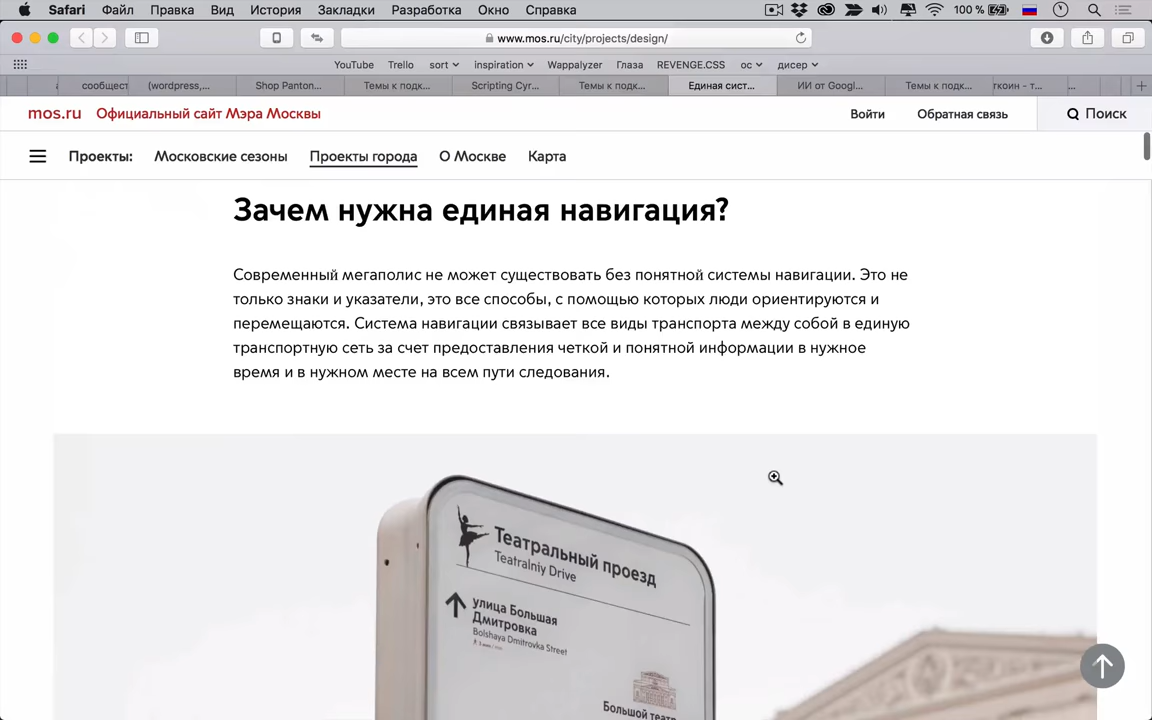 Safari Файл Правка Вид История Закладки Разработка Окно Справка 100 %
www.mos.ru/city/projects/design/
YouTube Trello sort inspiration Wappalyzer Глаза REVENGE.CSS ос дисер
сообщест (wordpress,... Shop Panton... Темы к подк... Scripting Cyr... Темы к подк... Единая сист... ИИ от Googl... Темы к подк... ткоин - т...
mos.ru Официальный сайт Мэра Москвы Войти Обратная связь Поиск
Проекты: Московские сезоны Проекты города О Москве Карта
Зачем нужна единая навигация?
Современный мегаполис не может существовать без понятной системы навигации. Это не
только знаки и указатели, это все способы, с помощью которых люди ориентируются и
перемещаются. Система навигации связывает все виды транспорта между собой в единую
транспортную сеть за счет предоставления четкой и понятной информации в нужное
время и в нужном месте на всем пути следования.
Театральный проезд
Teatralniy Drive
улица Большая
Дмитровка
Bolshaya Dmitrovka Street
Большой театр